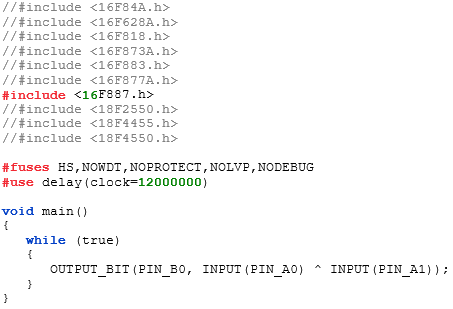 //#include <16F84A.h>
//#include <16F628A.h>
//#include <16F818.h>
//#include <16F873A.h>
//#include <16F883.h>
//#include <16F877A.h>
#include <16F887.h>
//#include <18F2550.h>
//#include <18F4455.h>
//#include <18F4550.h>
#fuses HS,NOWDT,NOPROTECT,NOLVP,NODEBUG
#use delay(clock=12000000)
void main()
{
while (true)
{
OUTPUT_BIT(PIN_B0, INPUT(PIN_A0) ^ INPUT(PIN_A1));
}
}